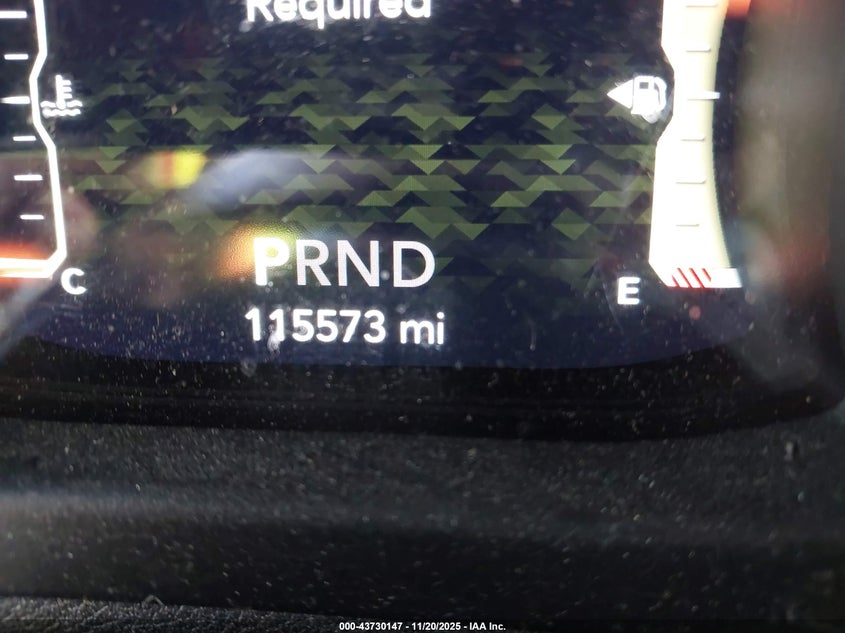 Required
PRND
C
E
115573 mi
000-43730147 - 11/20/2025 - IAA Inc.